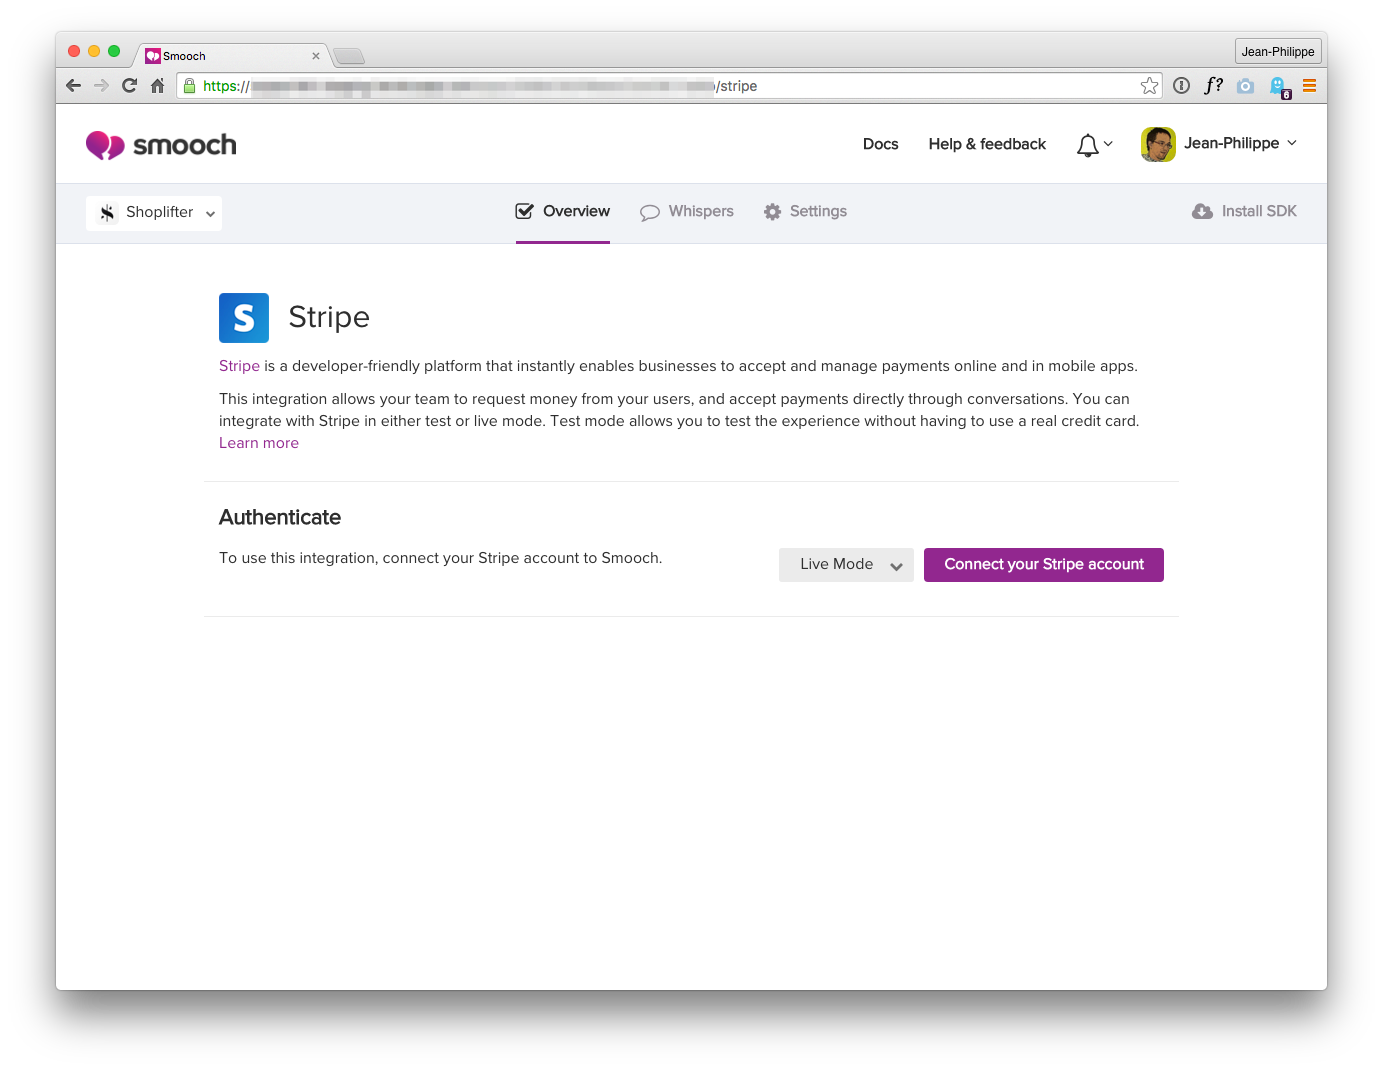 Smooch
Jean-Philippe
https:// /stripe
f?
6
smooch
Docs
Help & feedback
Jean-Philippe
Shoplifter
Overview
Whispers
Settings
Install SDK
S
Stripe
Stripe is a developer-friendly platform that instantly enables businesses to accept and manage payments online and in mobile apps.
This integration allows your team to request money from your users, and accept payments directly through conversations. You can
integrate with Stripe in either test or live mode. Test mode allows you to test the experience without having to use a real credit card.
Learn more
Authenticate
To use this integration, connect your Stripe account to Smooch.
Live Mode
Connect your Stripe account